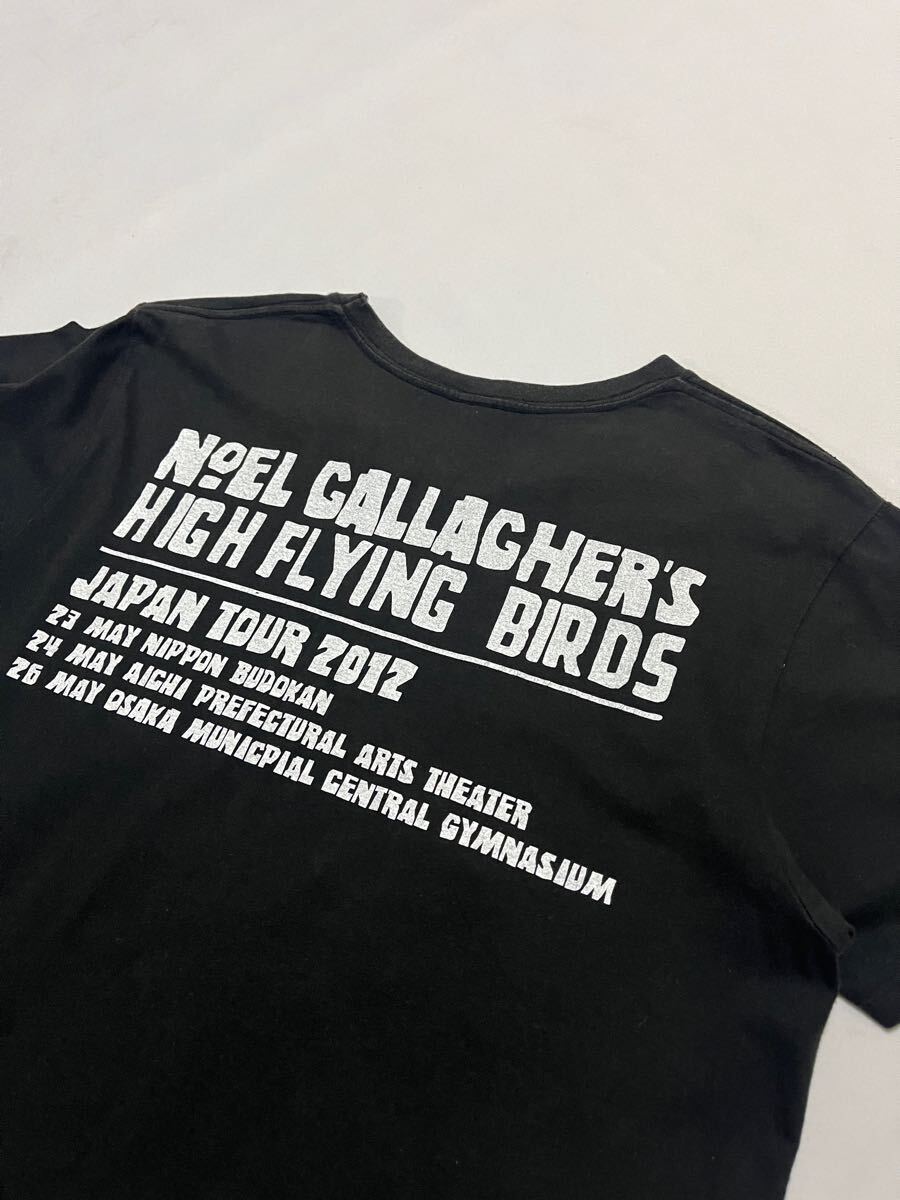 NOEL GALLAGHER'S
HIGH FLYING BIRDS
JAPAN TOUR 2012
23 MAY NIPPON BUDOKAN
24 MAY AICHI PREFECTURAL ARTS THEATER
26 MAY OSAKA MUNICPIAL CENTRAL GYMNASIUM